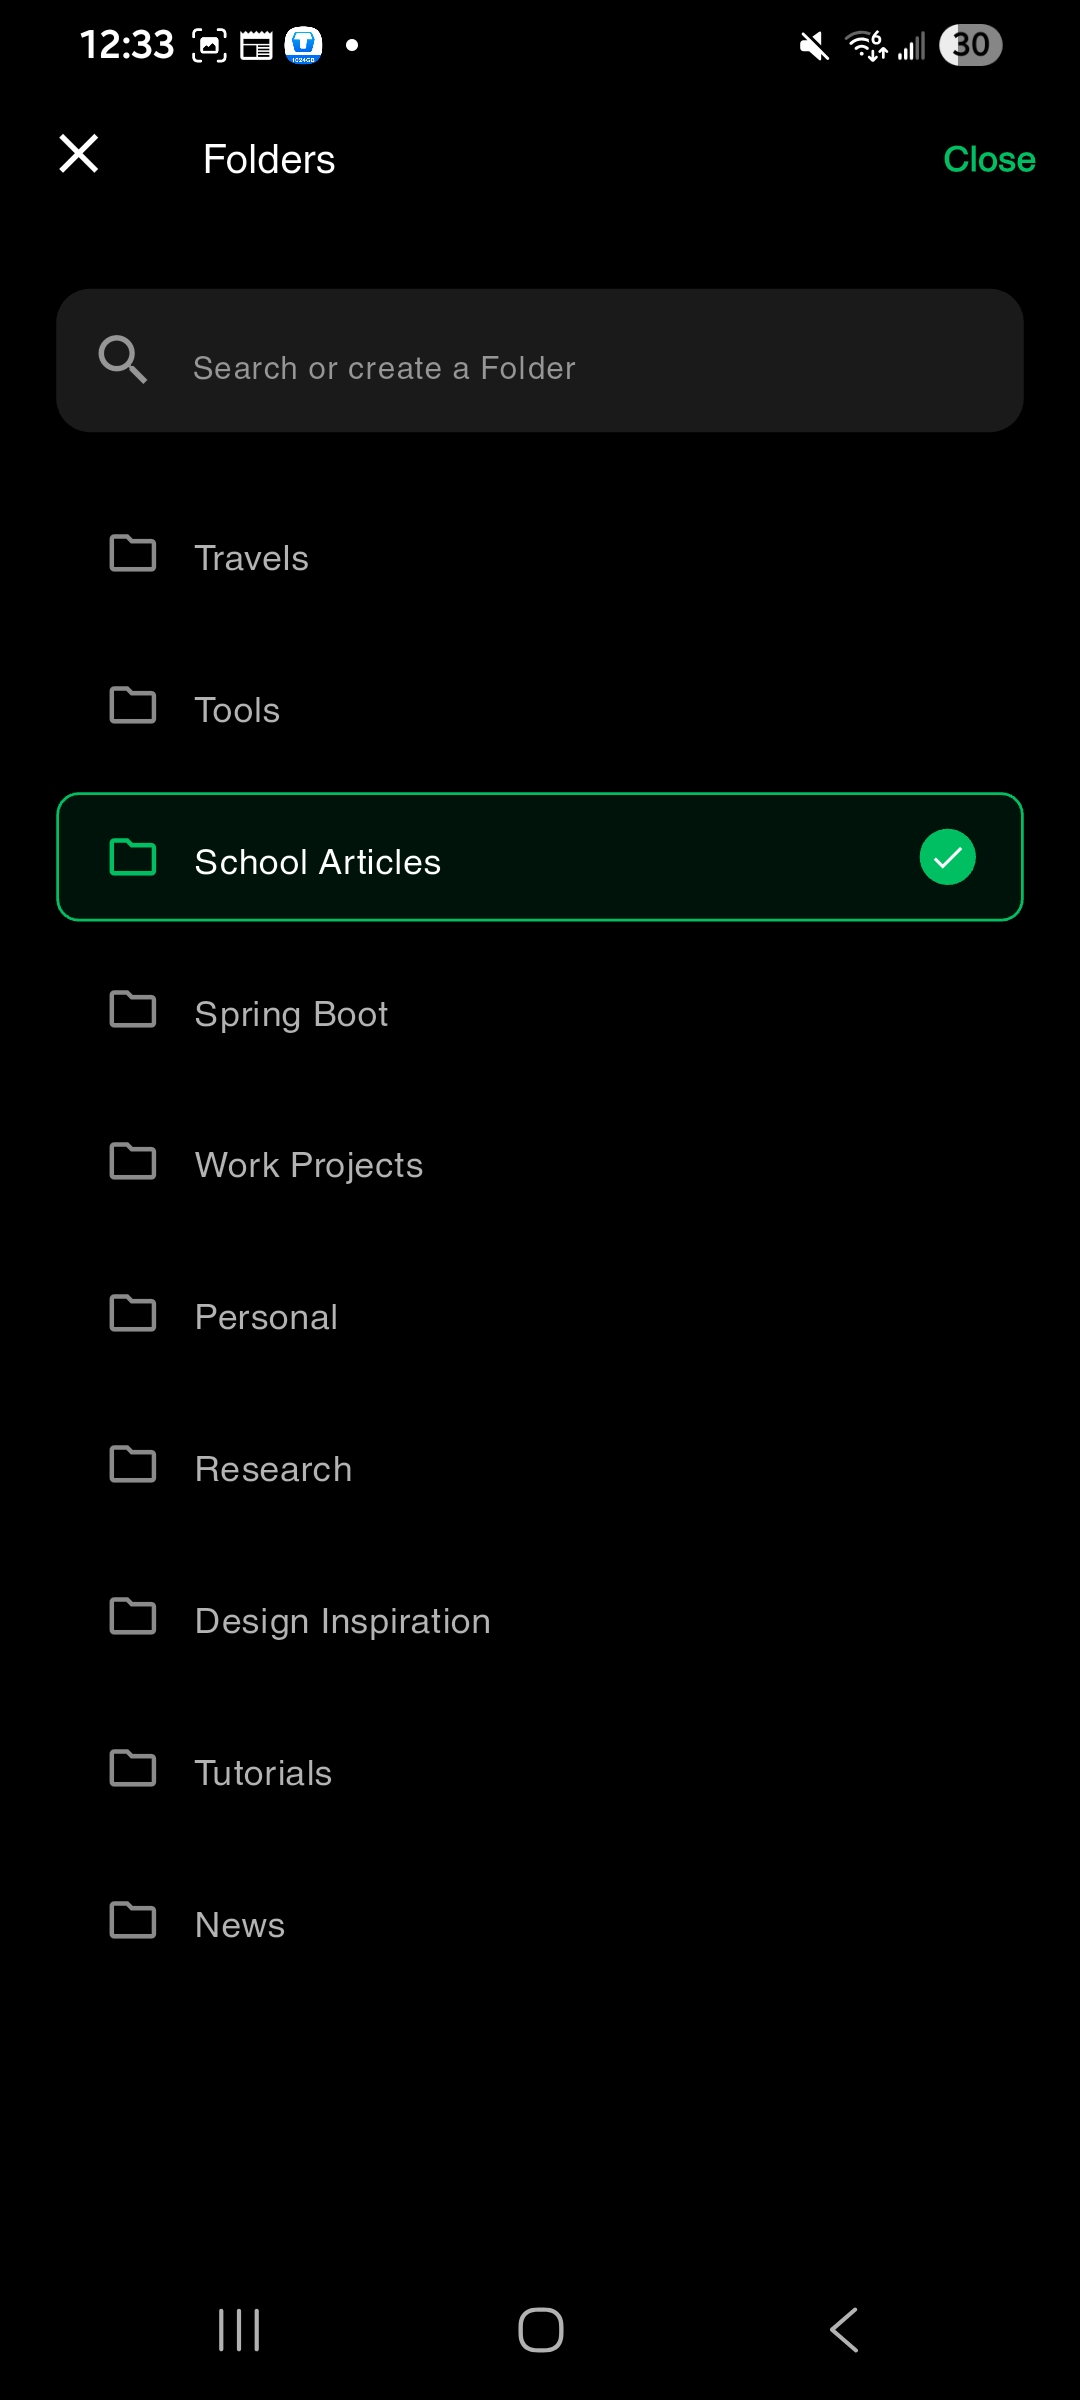 12:33
6
30
Folders
Close
Search or create a Folder
Travels
Tools
School Articles
Spring Boot
Work Projects
Personal
Research
Design Inspiration
Tutorials
News